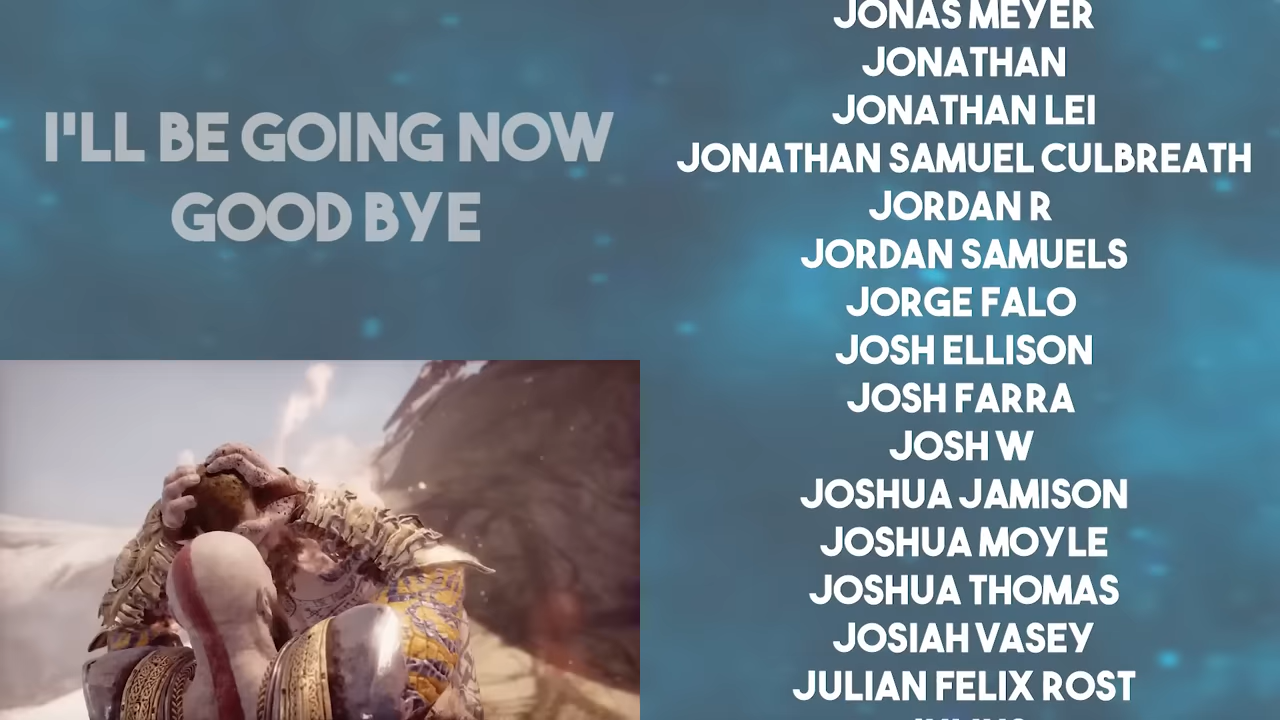 I'LL BE GOING NOW
GOOD BYE
JONAS MEYER
JONATHAN
JONATHAN LEI
JONATHAN SAMUEL CULBREATH
JORDAN R
JORDAN SAMUELS
JORGE FALO
JOSH ELLISON
JOSH FARRA
JOSH W
JOSHUA JAMISON
JOSHUA MOYLE
JOSHUA THOMAS
JOSIAH VASEY
JULIAN FELIX ROST